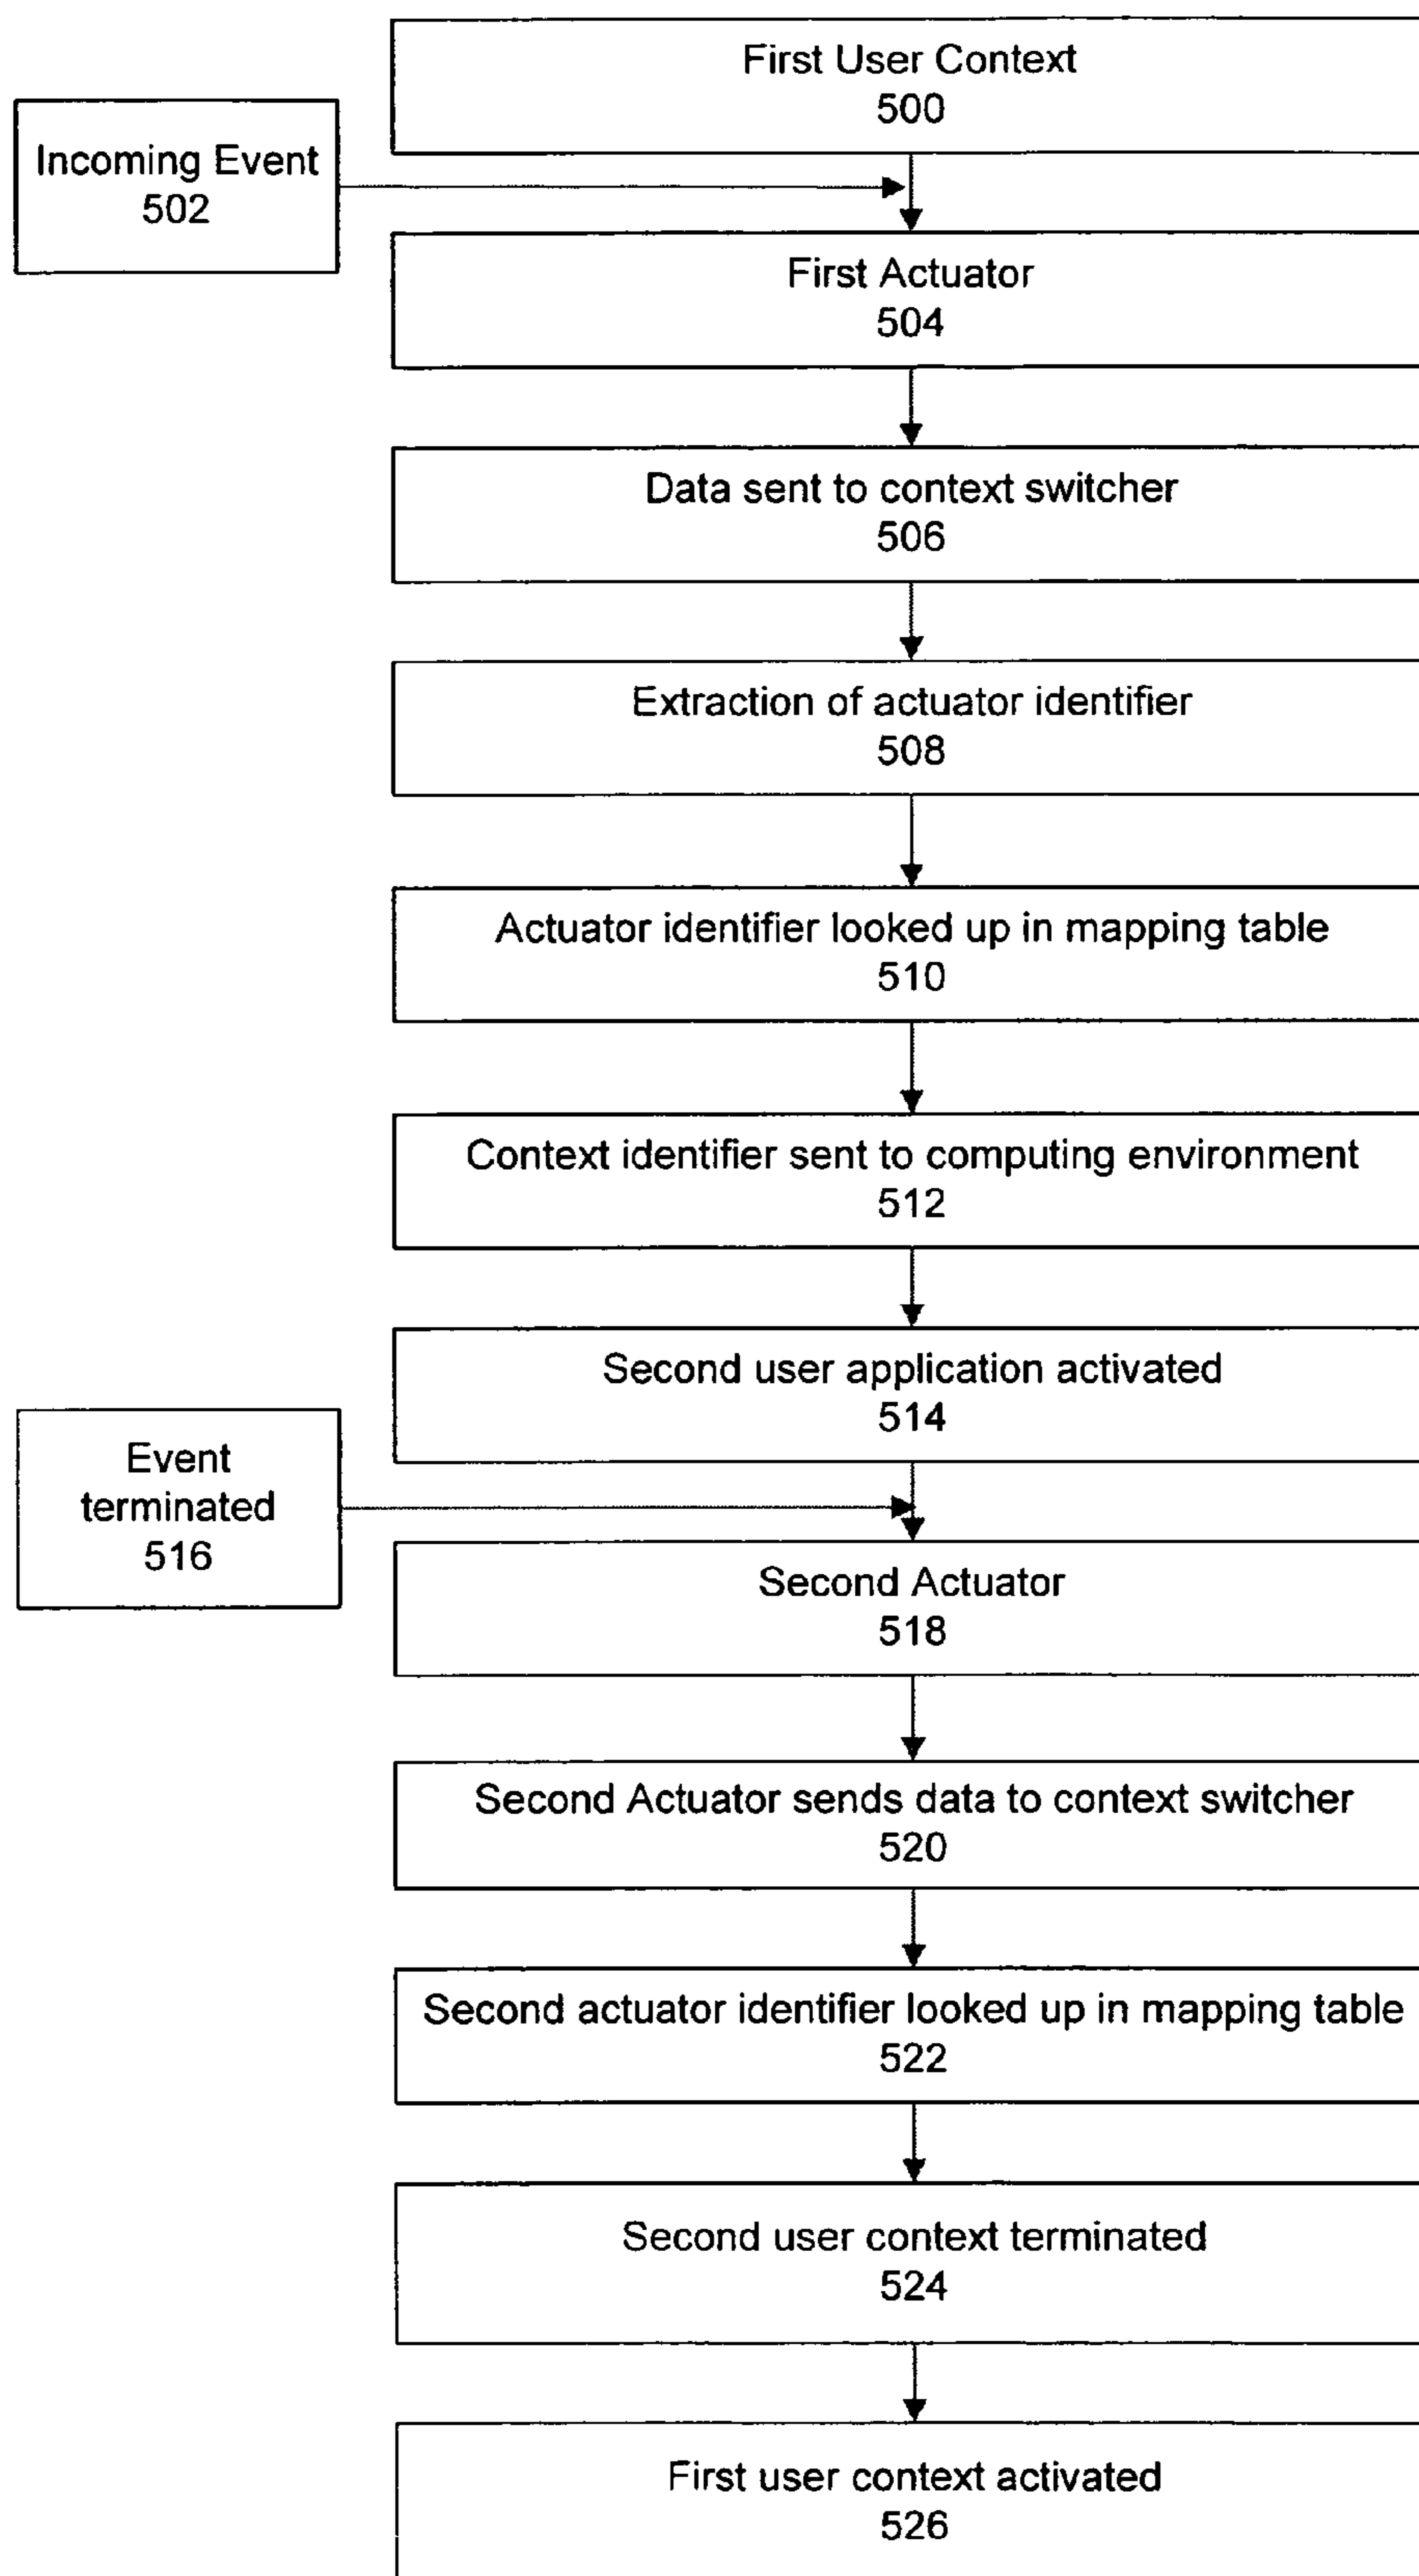 First User Context
500
Incoming Event
502
First Actuator
504
Data sent to context switcher
506
Extraction of actuator identifier
508
Actuator identifier looked up in mapping table
510
Context identifier sent to computing environment
512
Second user application activated
514
Event
terminated
516
Second Actuator
518
Second Actuator sends data to context switcher
520
Second actuator identifier looked up in mapping table
522
Second user context terminated
524
First user context activated
526